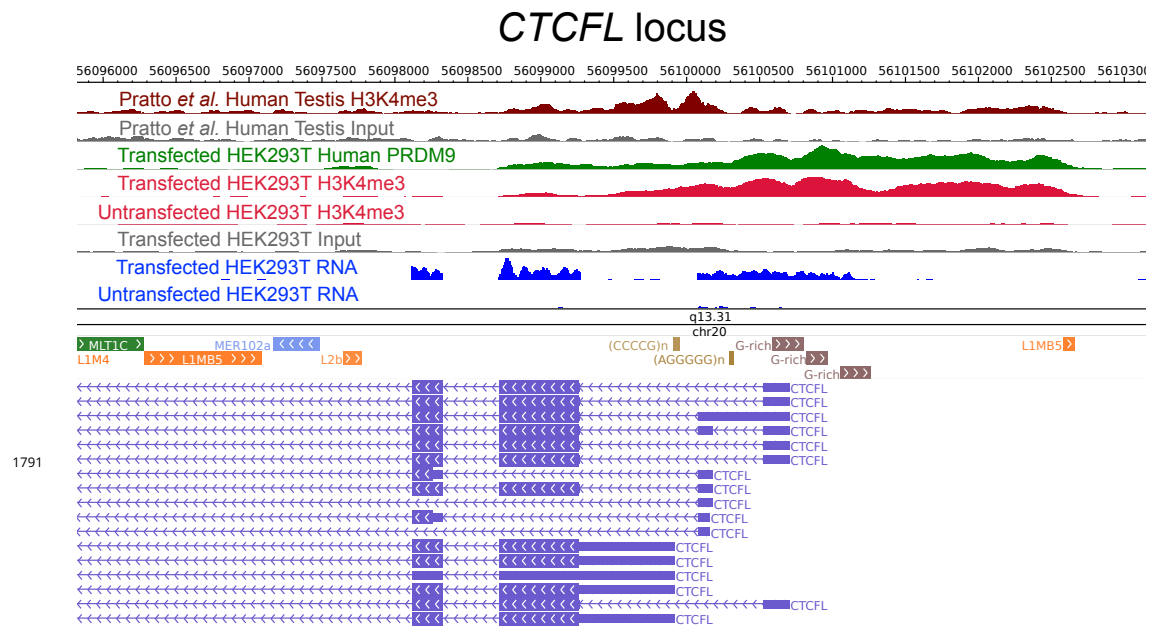 CTCFL locus
56096000 56096500 56097000 56097500 56098000 56098500 56099000 56099500 56100000 56100500 56101000 56101500 56102000 56102500 5610300
Pratto et al. Human Testis H3K4me3
Pratto et al. Human Testis Input
Transfected HEK293T Human PRDM9
Transfected HEK293T H3K4me3
Untransfected HEK293T H3K4me3
Transfected HEK293T Input
Transfected HEK293T RNA
Untransfected HEK293T RNA
q13.31
chr20
MLT1C MER102a (CCCCG)n G-rich L1MB5
L1M4 L1MB5 L2b (AGGGGG)n G-rich
G-rich
CTCFL
CTCFL
CTCFL
CTCFL
CTCFL
1791 CTCFL
CTCFL
CTCFL
CTCFL
CTCFL
CTCFL
CTCFL
CTCFL
CTCFL
CTCFL
CTCFL
CTCFL